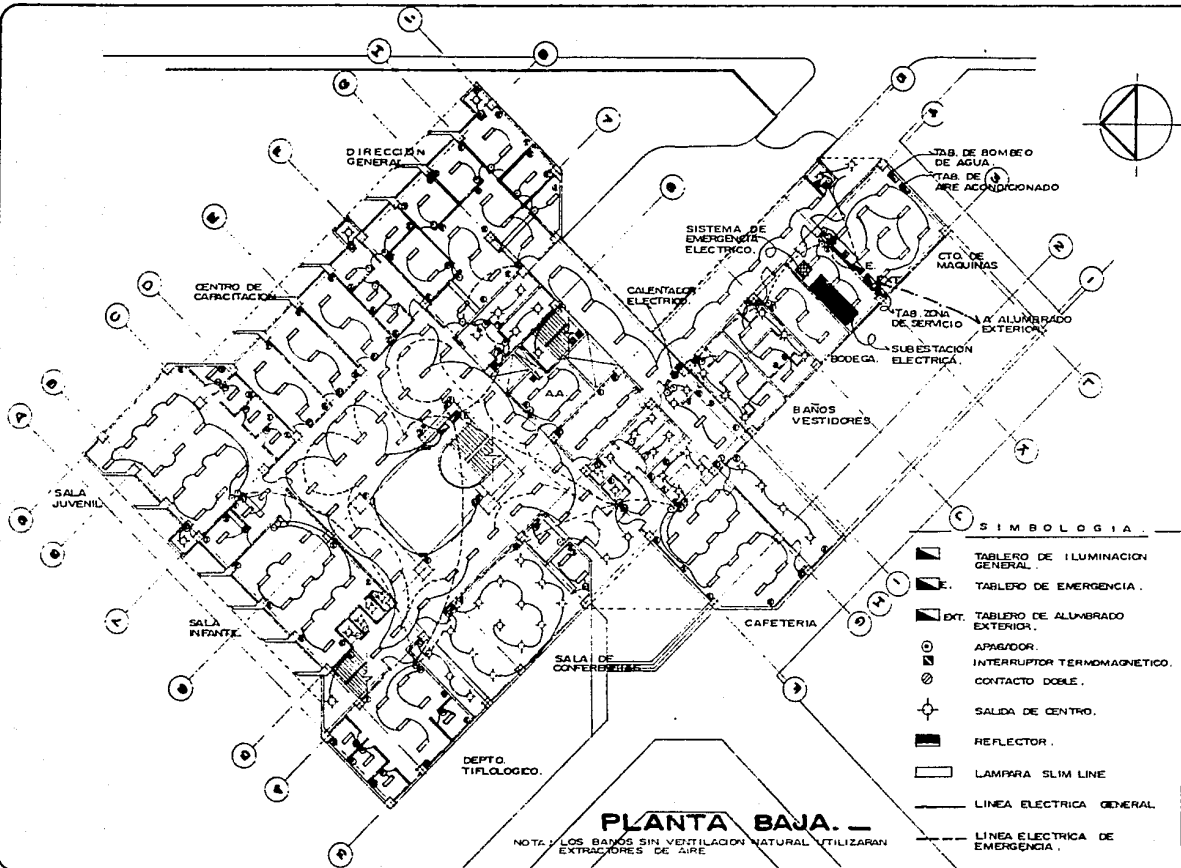 DIRECCION
GENERAL
CENTRO DE
CAPACITACION
TAB. DE BOMBEO
DE AGUA.
TAB. DE
AIRE ACONDICIONADO
SISTEMA DE
EMERGENCIA
ELECTRICO.
CTO. DE
MAQUINAS
E.
CALENTADOR
ELECTRICO.
TAB. ZONA
DE SERVICIO
A ALUMBRADO
EXTERIOR.
SUBESTACION
ELECTRICA.
BODEGA.
A.A.
BAÑOS
VESTIDORES
SALA
JUVENIL
SALA
INFANTIL
CAFETERIA
SALA DE
CONFERENCIAS
DEPTO.
TIFLOLOGICO.
SIMBOLOGIA.
TABLERO DE ILUMINACION
GENERAL.
E. TABLERO DE EMERGENCIA.
EXT. TABLERO DE ALUMBRADO
EXTERIOR.
APAGADOR.
INTERRUPTOR TERMOMAGNETICO.
CONTACTO DOBLE.
SALIDA DE CENTRO.
REFLECTOR.
LAMPARA SLIM LINE
LINEA ELECTRICA GENERAL
LINEA ELECTRICA DE
EMERGENCIA.
PLANTA BAJA.
NOTA: LOS BAÑOS SIN VENTILACION NATURAL UTILIZARAN
EXTRACTORES DE AIRE